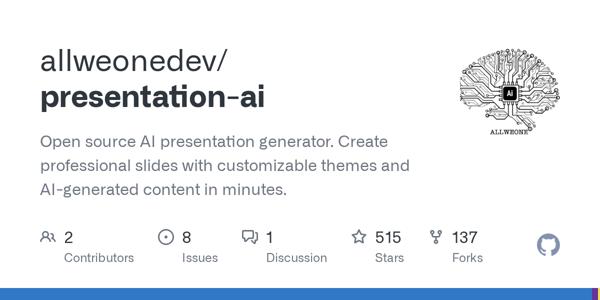 allweonedev/
presentation-ai
Open source AI presentation generator. Create
professional slides with customizable themes and
AI-generated content in minutes.
Ai
ALLWEONE
2
Contributors
8
Issues
1
Discussion
515
Stars
137
Forks